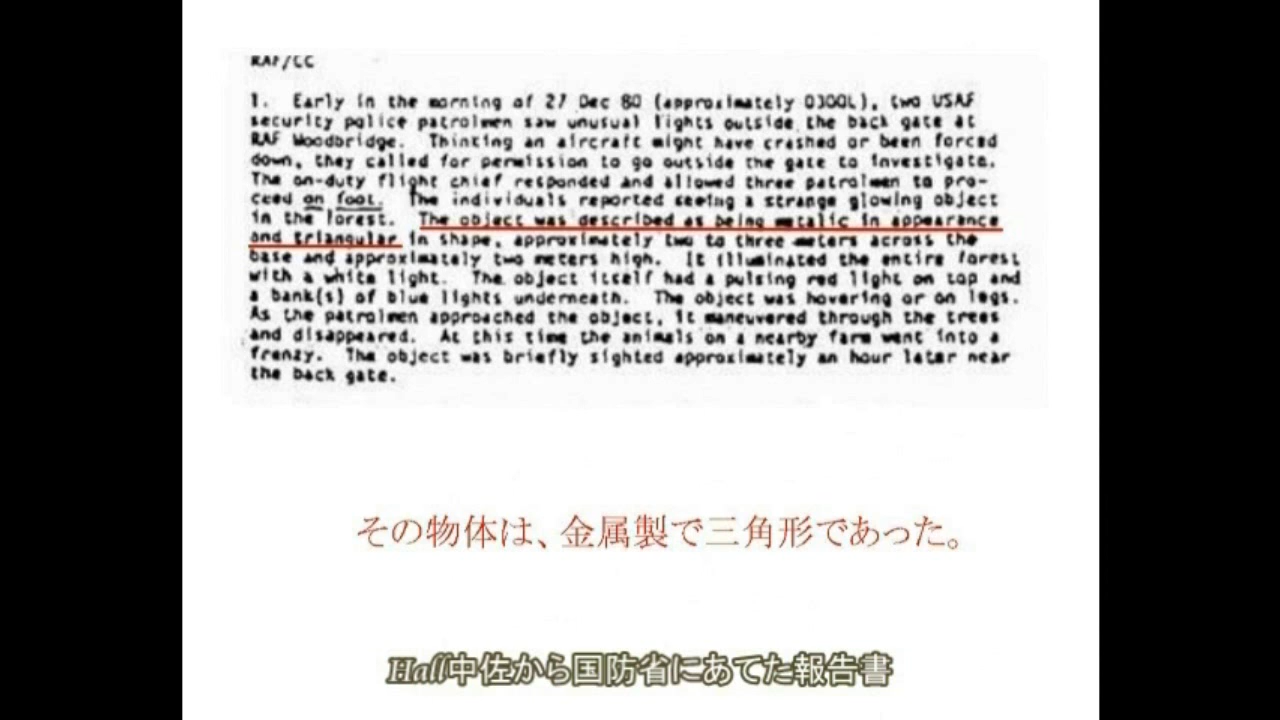 RAF/CC
1. Early in the morning of 27 Dec 80 (approximately 0300L), two USAF
security police patrolmen saw unusual lights outside the back gate at
RAF Woodbridge. Thinking an aircraft might have crashed or been forced
down, they called for permission to go outside the gate to investigate.
The on-duty flight chief responded and allowed three patrolmen to pro-
ceed on foot. The individuals reported seeing a strange glowing object
in the forest. The object was described as being metalic in appearance
and triangular in shape, approximately two to three meters across the
base and approximately two meters high. It illuminated the entire forest
with a white light. The object itself had a pulsing red light on top and
a bank(s) of blue lights underneath. The object was hovering or on legs.
As the patrolmen approached the object, it maneuvered through the trees
and disappeared. At this time the animals on a nearby farm went into a
frenzy. The object was briefly sighted approximately an hour later near
the back gate.
その物体は、金属製で三角形であった。
Hall中佐から国防省にあてた報告書